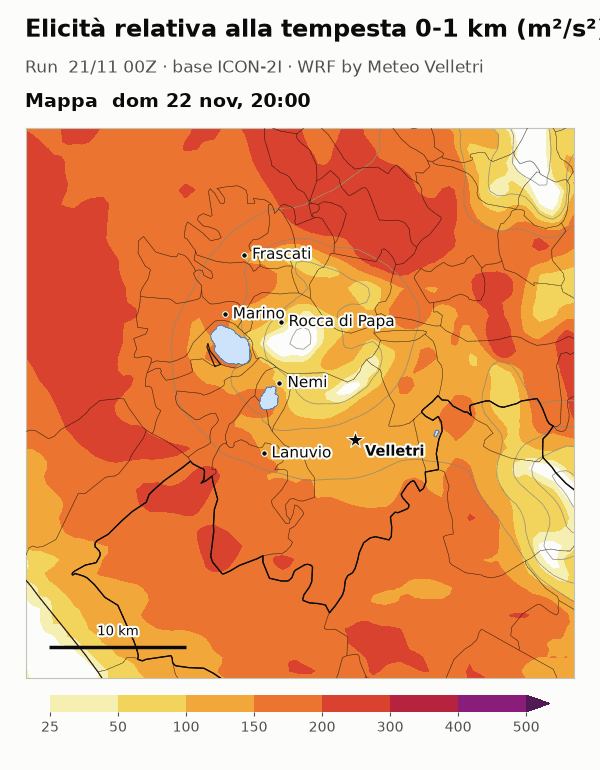 Elicità relativa alla tempesta 0-1 km (m²/s²)
Run 21/11 00Z · base ICON-2I · WRF by Meteo Velletri
Mappa dom 22 nov, 20:00
Frascati
Marino
Rocca di Papa
Nemi
Lanuvio
Velletri
10 km
25 50 100 150 200 300 400 500